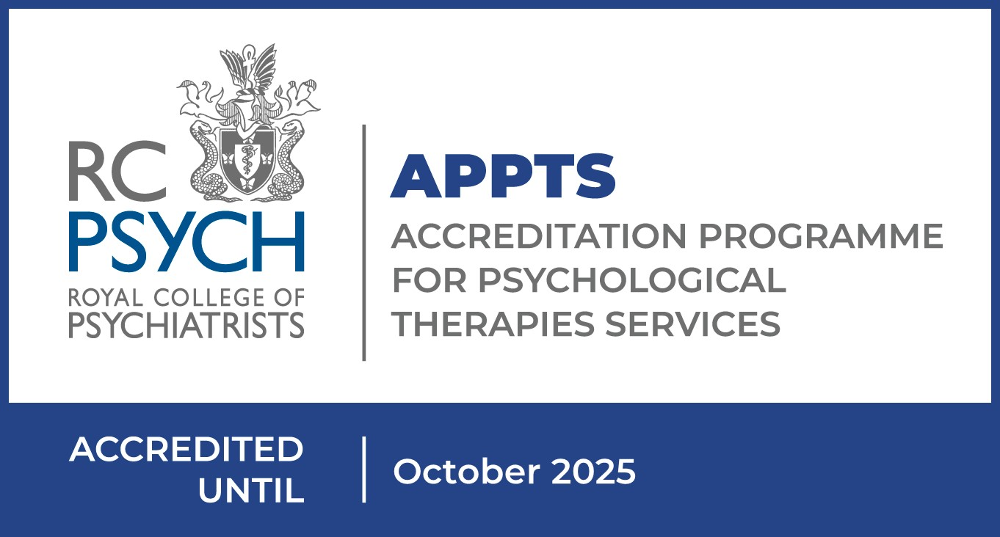 RC
PSYCH
ROYAL COLLEGE OF
PSYCHIATRISTS
APPTS
ACCREDITATION PROGRAMME
FOR PSYCHOLOGICAL
THERAPIES SERVICES
ACCREDITED
UNTIL
October 2025